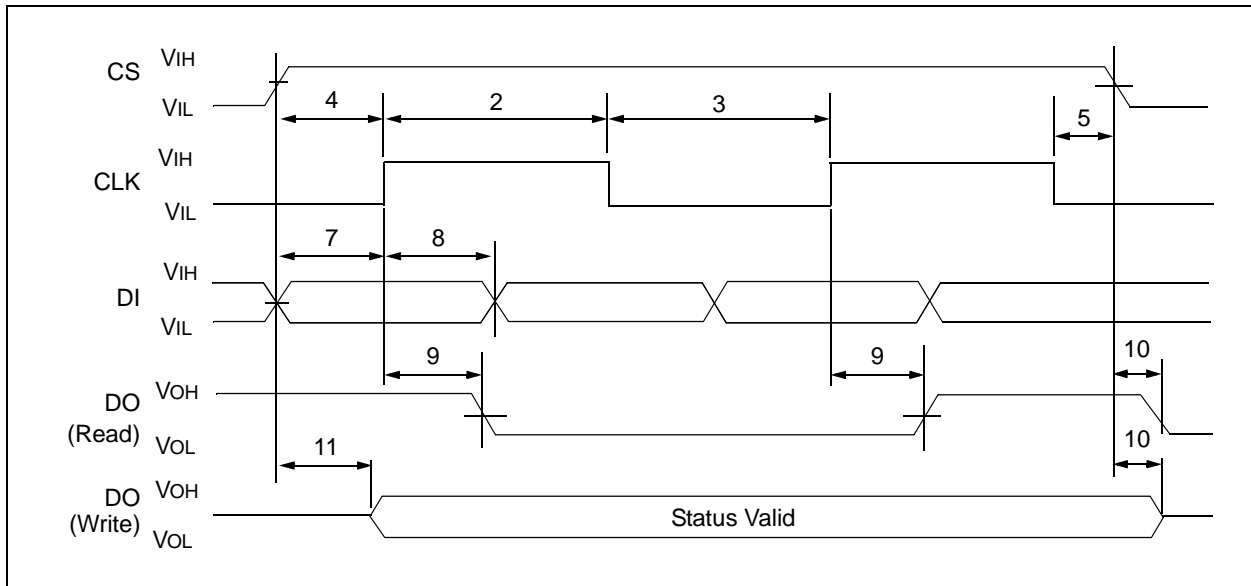 CS
VIH
VIL
4
2
3
5
CLK
VIH
VIL
7
8
DI
VIH
VIL
9
9
10
DO
(Read)
VOH
VOL
11
10
DO
(Write)
VOH
VOL
Status Valid